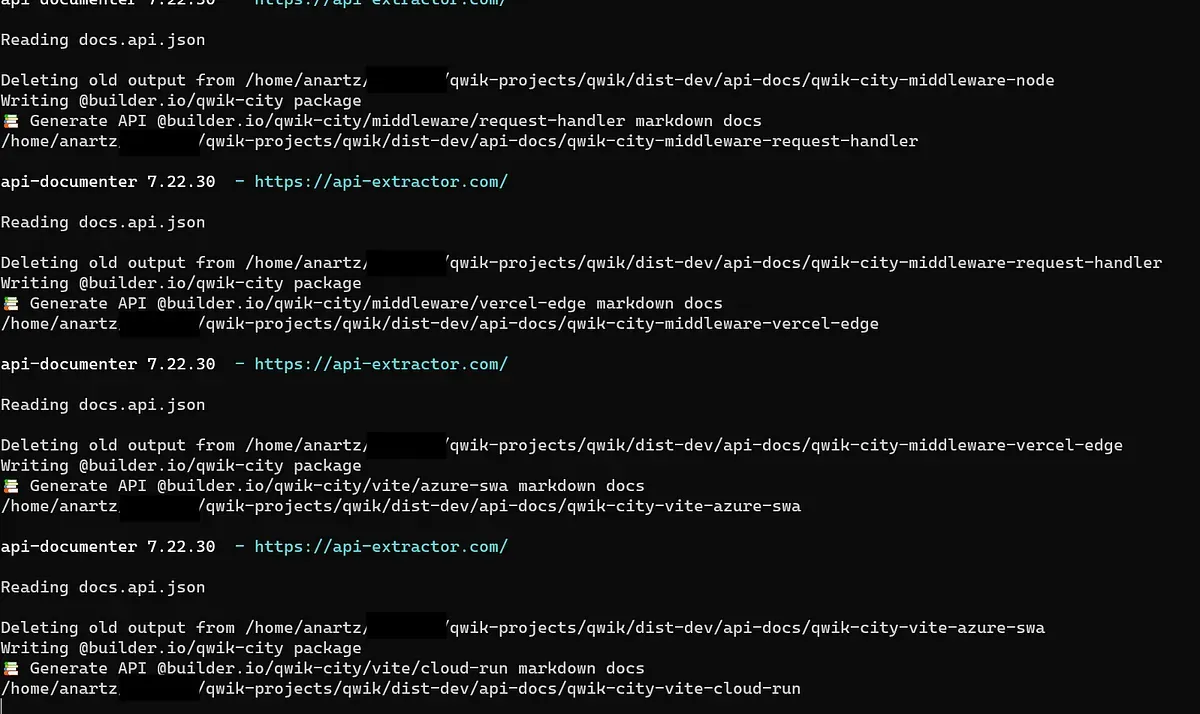 api-documenter 7.22.30 - https://api-extractor.com/
Reading docs.api.json
Deleting old output from /home/anartz/ /qwik-projects/qwik/dist-dev/api-docs/qwik-city-middleware-node
Writing @builder.io/qwik-city package
Generate API @builder.io/qwik-city/middleware/request-handler markdown docs
/home/anartz /qwik-projects/qwik/dist-dev/api-docs/qwik-city-middleware-request-handler
api-documenter 7.22.30 - https://api-extractor.com/
Reading docs.api.json
Deleting old output from /home/anartz/ /qwik-projects/qwik/dist-dev/api-docs/qwik-city-middleware-request-handler
Writing @builder.io/qwik-city package
Generate API @builder.io/qwik-city/middleware/vercel-edge markdown docs
/home/anartz /qwik-projects/qwik/dist-dev/api-docs/qwik-city-middleware-vercel-edge
api-documenter 7.22.30 - https://api-extractor.com/
Reading docs.api.json
Deleting old output from /home/anartz/ /qwik-projects/qwik/dist-dev/api-docs/qwik-city-middleware-vercel-edge
Writing @builder.io/qwik-city package
Generate API @builder.io/qwik-city/vite/azure-swa markdown docs
/home/anartz /qwik-projects/qwik/dist-dev/api-docs/qwik-city-vite-azure-swa
api-documenter 7.22.30 - https://api-extractor.com/
Reading docs.api.json
Deleting old output from /home/anartz/ /qwik-projects/qwik/dist-dev/api-docs/qwik-city-vite-azure-swa
Writing @builder.io/qwik-city package
Generate API @builder.io/qwik-city/vite/cloud-run markdown docs
/home/anartz /qwik-projects/qwik/dist-dev/api-docs/qwik-city-vite-cloud-run